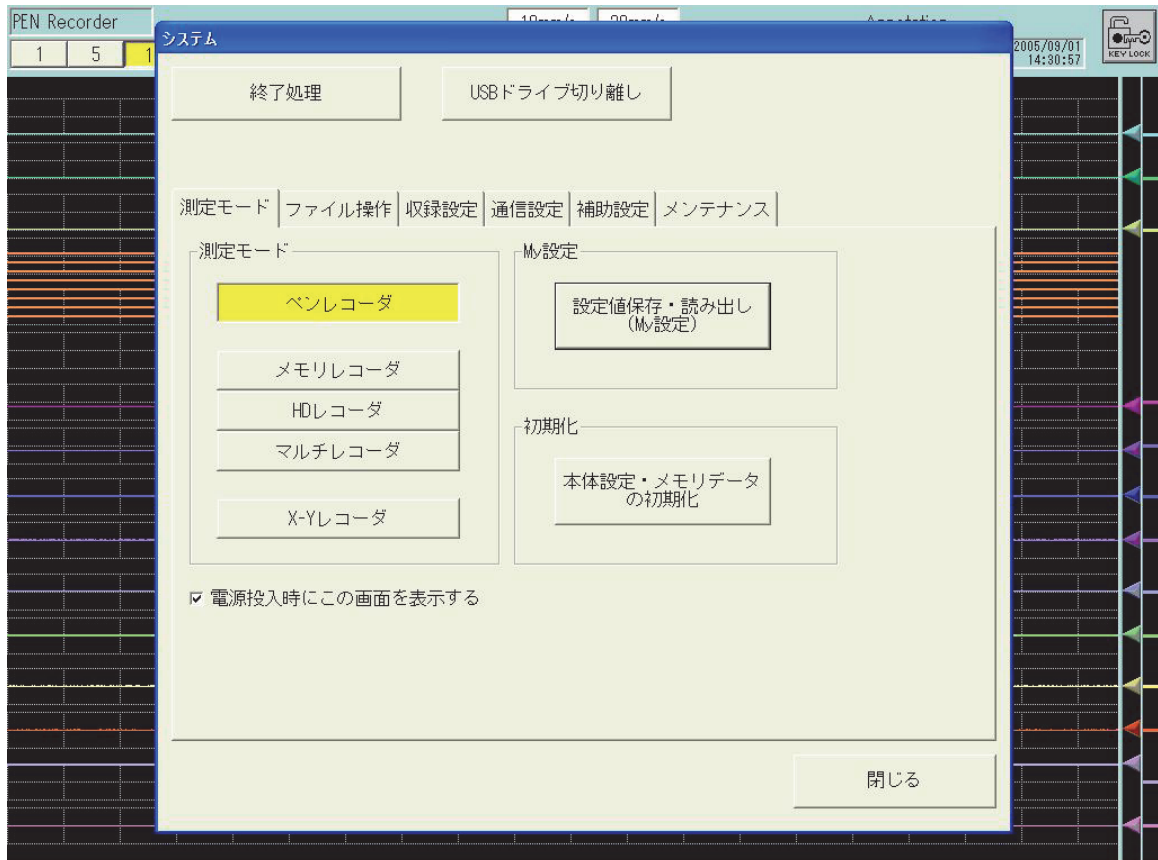 PEN Recorder
1 5 1
2005/09/01
14:30:57
KEY LOCK
システム
終了処理 USBドライブ切り離し
測定モード ファイル操作 収録設定 通信設定 補助設定 メンテナンス
測定モード
ペンレコーダ
メモリレコーダ
HDレコーダ
マルチレコーダ
X-Yレコーダ
My設定
設定値保存・読み出し
(My設定)
初期化
本体設定・メモリデータ
の初期化
電源投入時にこの画面を表示する
閉じる